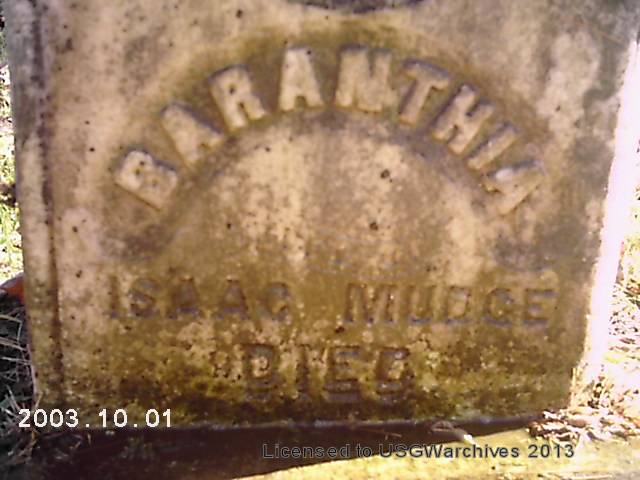 BARANTHIA
ISAAC MUDGE
DIED
2003.10.01
Licensed to USGWarchives 2013